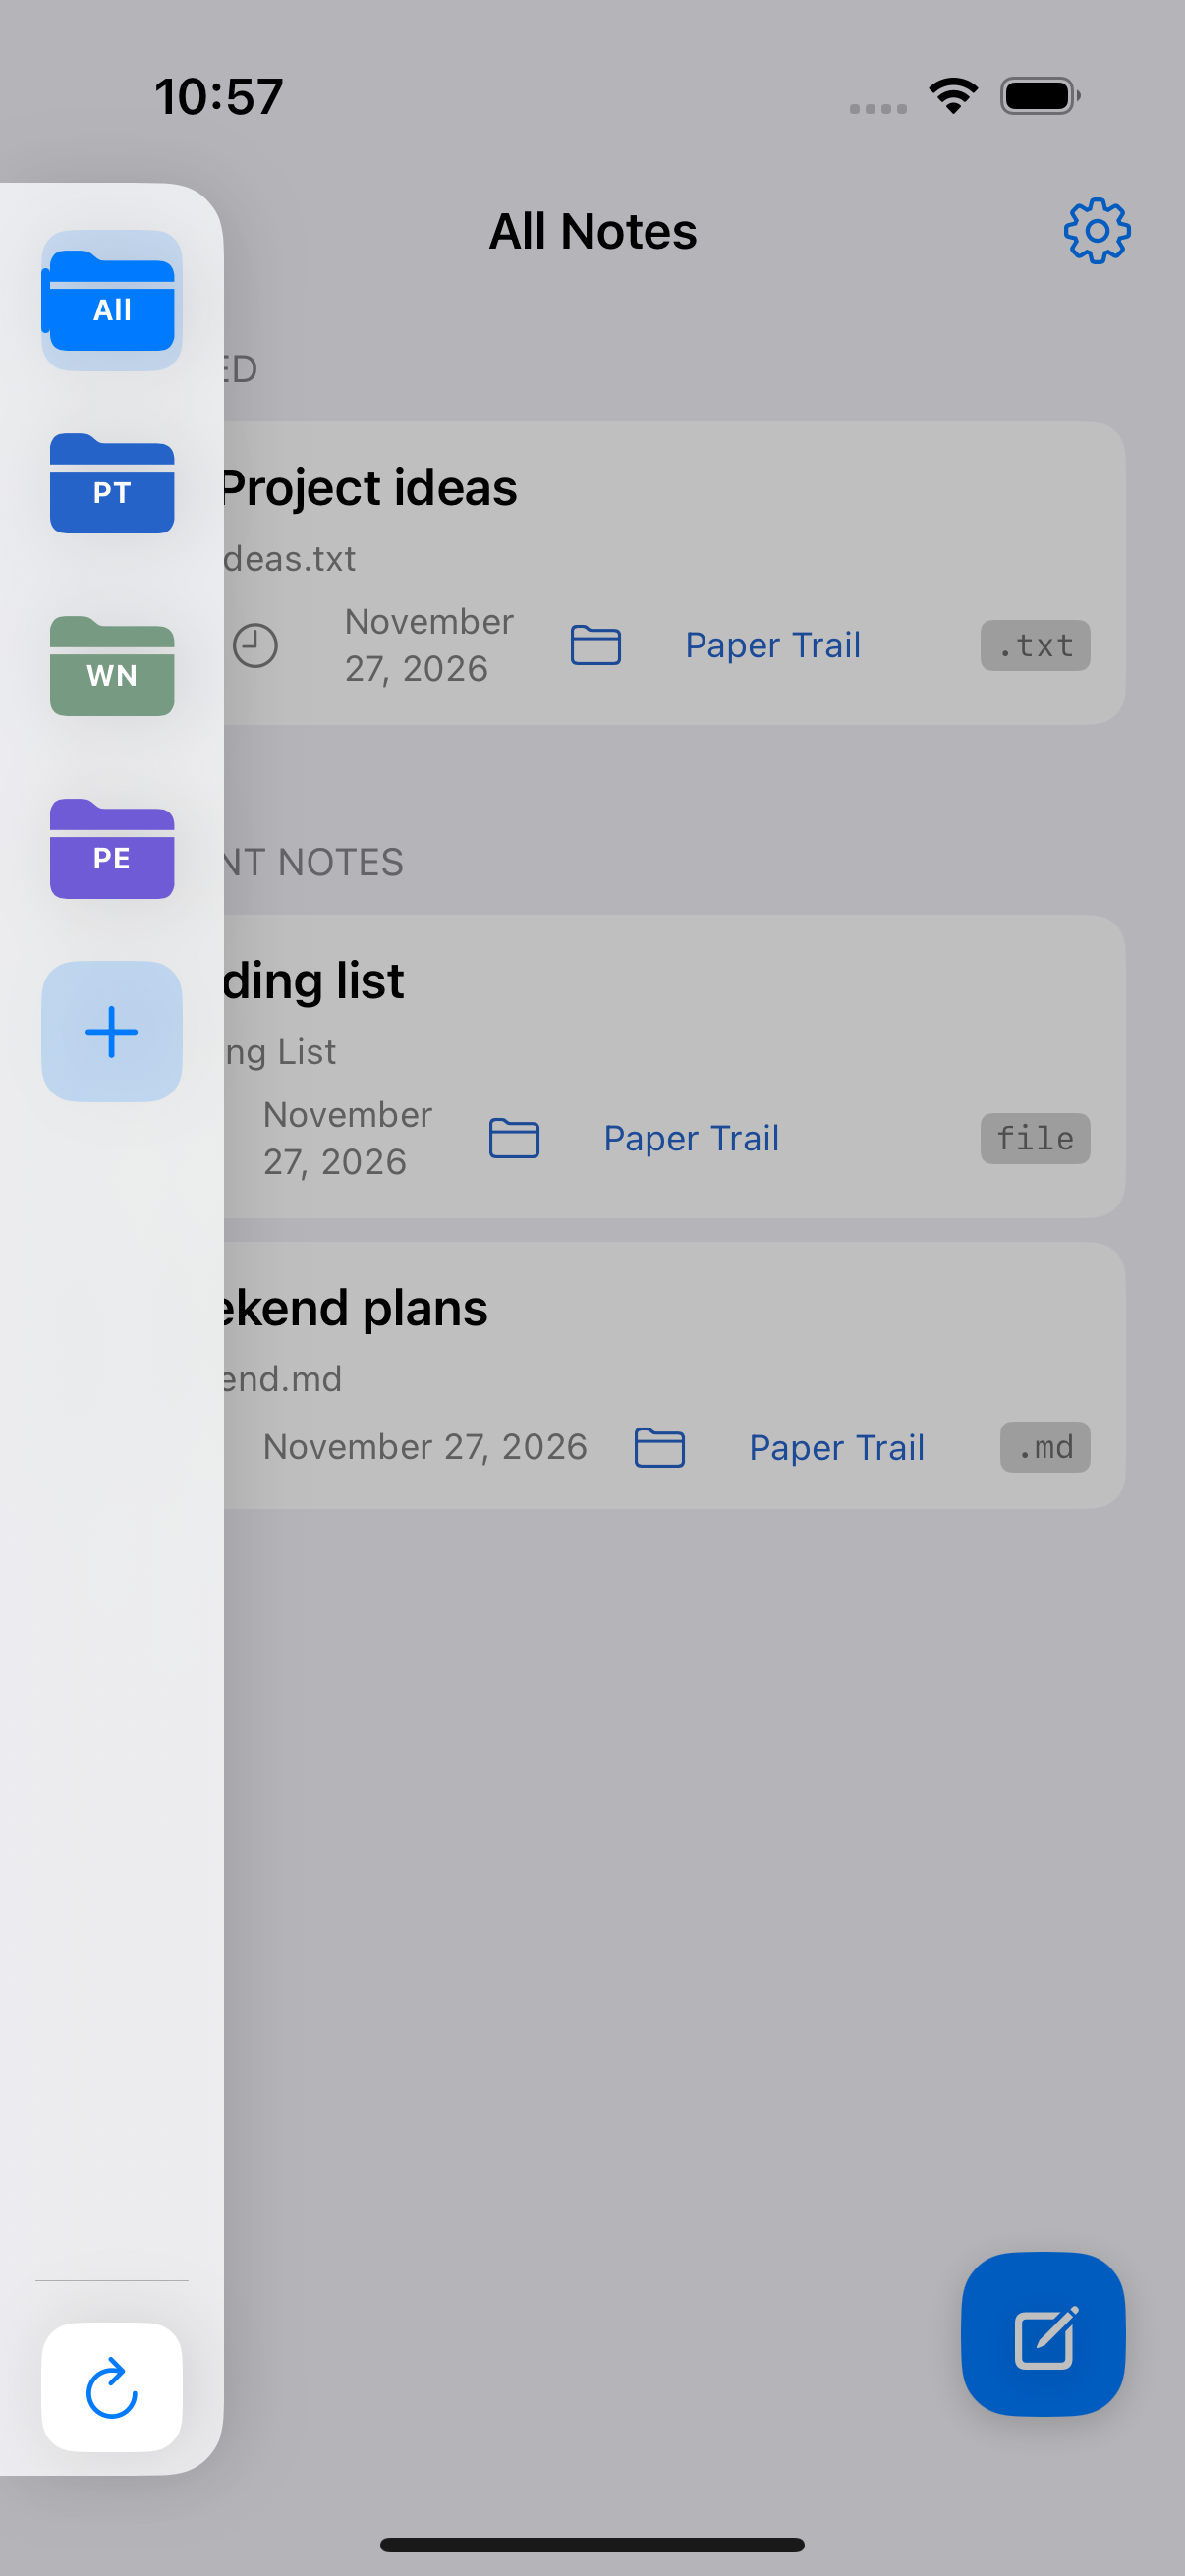 10:57
All Notes
All
PT
WN
PE
ED
Project ideas
deas.txt
November
27, 2026
Paper Trail
.txt
NT NOTES
ding list
ng List
November
27, 2026
Paper Trail
file
ekend plans
end.md
November 27, 2026
Paper Trail
.md